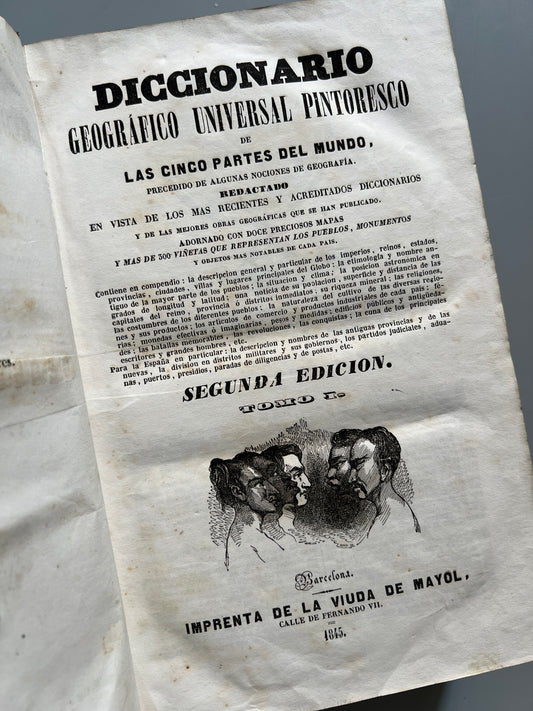 DICCIONARIO
GEOGRÁFICO UNIVERSAL PINTORESCO
DE
LAS CINCO PARTES DEL MUNDO,
PRECEDIDO DE ALGUNAS NOCIONES DE GEOGRAFÍA.
REDACTADO
EN VISTA DE LOS MAS RECIENTES Y ACREDITADOS DICCIONARIOS
Y DE LAS MEJORES OBRAS GEOGRÁFICAS QUE SE HAN PUBLICADO.
ADORNADO CON DOCE PRECIOSOS MAPAS
Y MAS DE 500 VIÑETAS QUE REPRESENTAN LOS PUEBLOS, MONUMENTOS
Y OBJETOS MAS NOTABLES DE CADA PAIS.
Contiene en compendio: la descripcion general y particular de los imperios, reinos, estados,
provincias, ciudades, villas y lugares principales del Globo: la etimologia y nombre an-
tiguo de la mayor parte de los pueblos; la situacion y clima; la posicion astronómica en
grados de longitud y latitud; una noticia de su poblacion, superficie y distancia de las
capitales del reino, provincia y distritos inmediatos; su riqueza mineral; las religiones,
las costumbres de los diferentes pueblos; la naturaleza del cultivo de las diversas regio-
nes y sus productos; los articulos de comercio y productos industriales de cada pais; fé-
rias; monedas efectivas é imaginarias, pesos y medidas; edificios públicos y antigüeda-
des; las batallas memorables; las revoluciones, las conquistas; la cuna de los principales
escritores y grandes hombres, etc.
Para la España en particular: la descripcion y nombres de las antiguas provincias y de las
nuevas, la division en distritos militares y sus gobiernos, los partidos judiciales, adua-
nas, puertos, presidios, paradas de diligencias y de postas, etc.
SEGUNDA EDICION.
TOMO I.
Barcelona.
IMPRENTA DE LA VIUDA DE MAYOL,
CALLE DE FERNANDO VII.
1845.